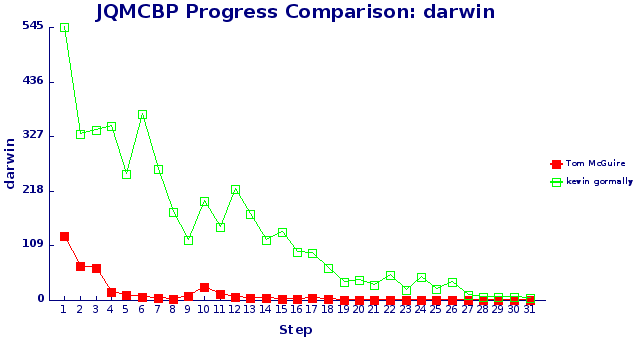 JQMCBP Progress Comparison: darwin
545
436
327
218
109
0
darwin
1 2 3 4 5 6 7 8 9 10 11 12 13 14 15 16 17 18 19 20 21 22 23 24 25 26 27 28 29 30 31
Step
Tom McGuire
kevin gormally